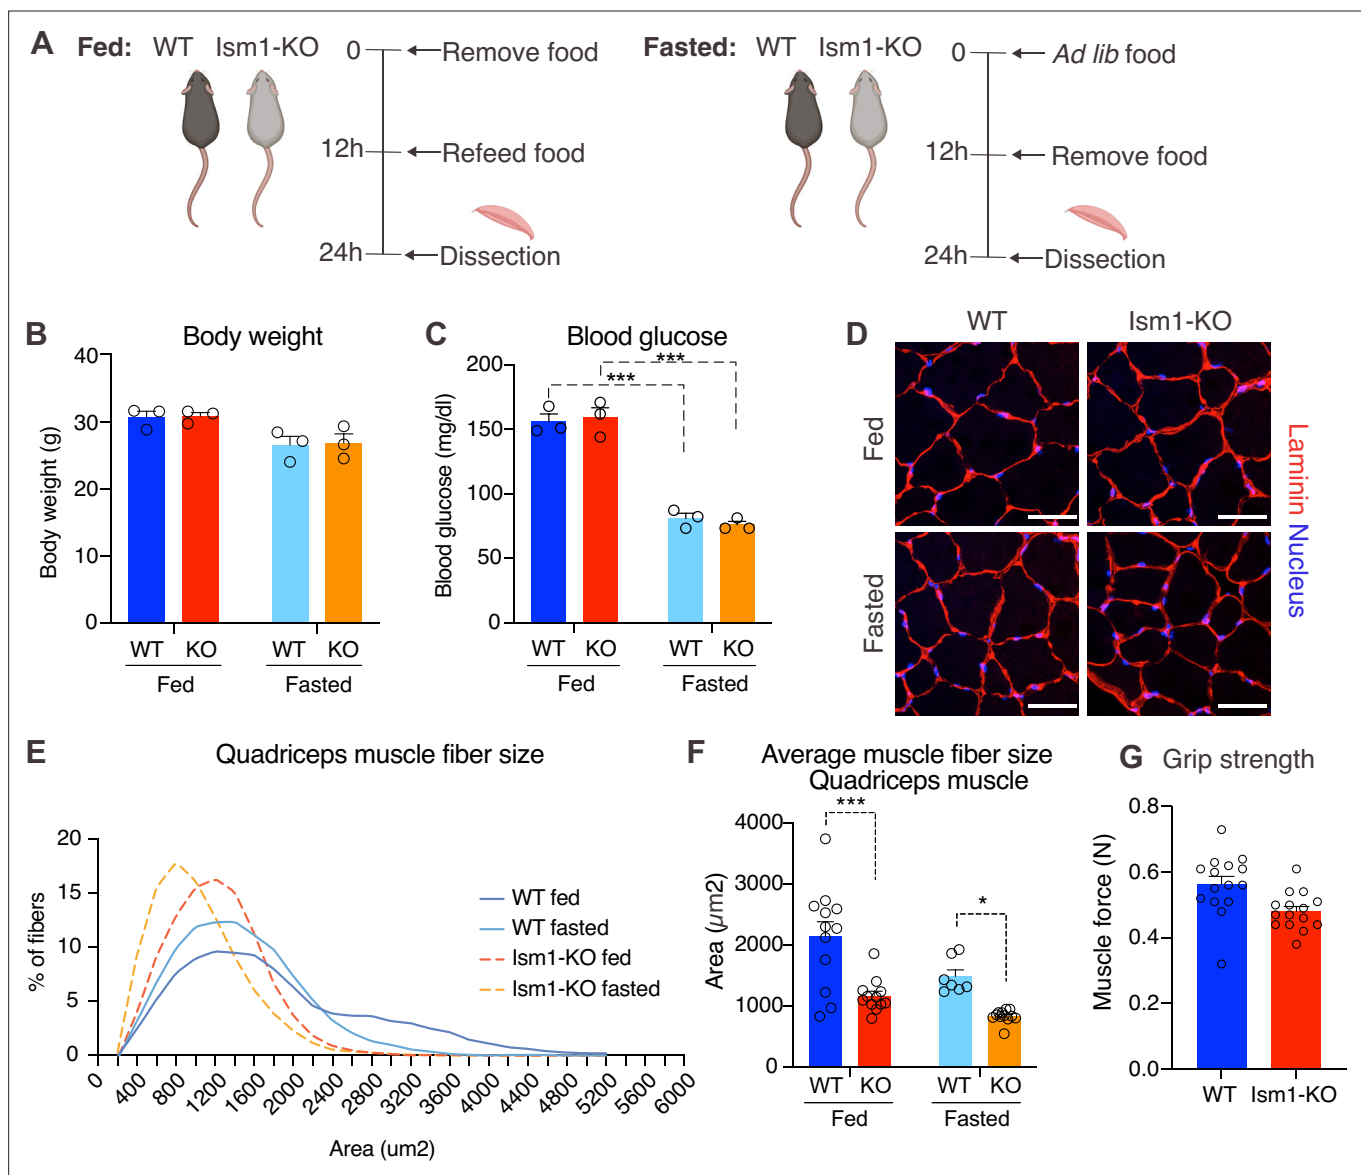 A Fed: WT Ism1-KO
0 Remove food
12h Refeed food
24h Dissection
Fasted: WT Ism1-KO
0 Ad lib food
12h Remove food
24h Dissection
B Body weight
Body weight (g)
40
30
20
10
0
WT KO WT KO
Fed Fasted
C Blood glucose
Blood glucose (mg/dl)
200
150
100
50
0
***
***
WT KO WT KO
Fed Fasted
D WT Ism1-KO
Fed
Fasted
Laminin Nucleus
E Quadriceps muscle fiber size
% of fibers
20
15
10
5
0
0 400 800 1200 1600 2000 2400 2800 3200 3600 4000 4400 4800 5200 5600 6000
Area (um2)
WT fed
WT fasted
Ism1-KO fed
Ism1-KO fasted
F Average muscle fiber size
Quadriceps muscle
Area (µm2)
4000
3000
2000
1000
0
***
*
WT KO WT KO
Fed Fasted
G Grip strength
Muscle force (N)
0.8
0.6
0.4
0.2
0.0
WT Ism1-KO